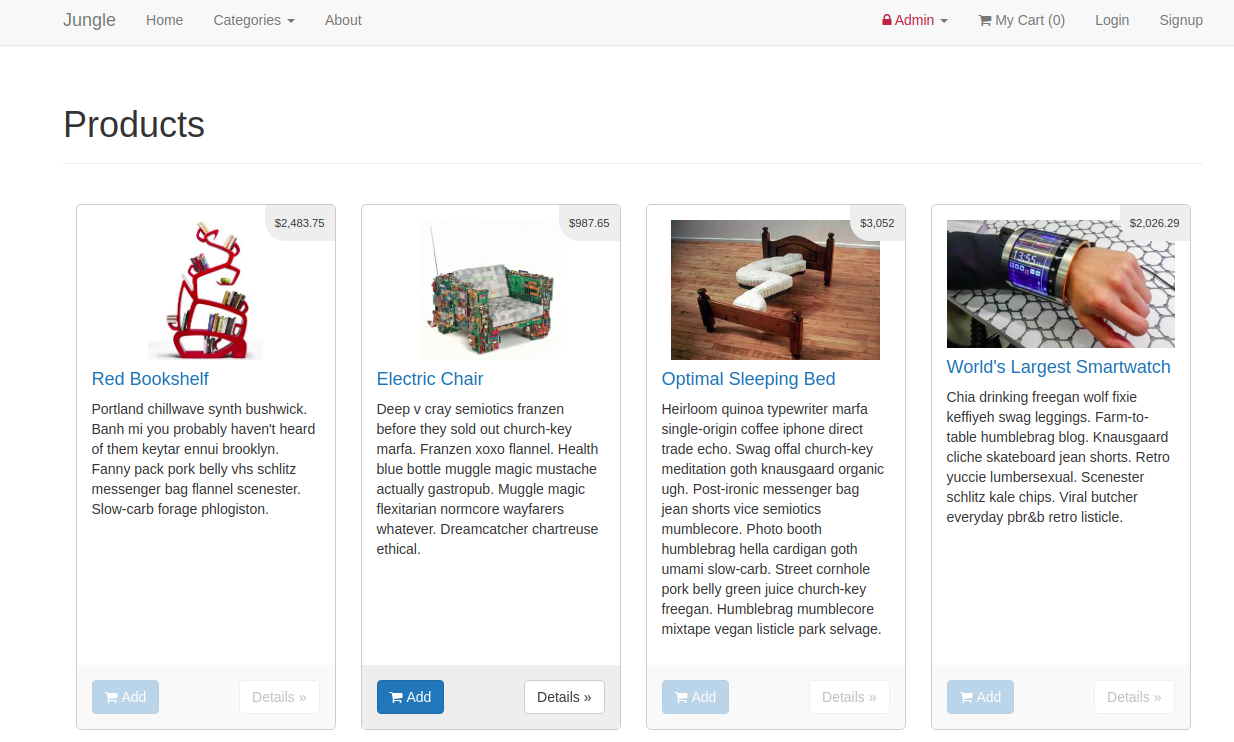 Jungle Home Categories About Admin My Cart (0) Login Signup
Products
$2,483.75
Red Bookshelf
Portland chillwave synth bushwick.
Banh mi you probably haven't heard
of them keytar ennui brooklyn.
Fanny pack pork belly vhs schlitz
messenger bag flannel scenester.
Slow-carb forage phlogiston.
Add Details »
$987.65
Electric Chair
Deep v cray semiotics franzen
before they sold out church-key
marfa. Franzen xoxo flannel. Health
blue bottle muggle magic mustache
actually gastropub. Muggle magic
flexitarian normcore wayfarers
whatever. Dreamcatcher chartreuse
ethical.
Add Details »
$3,052
Optimal Sleeping Bed
Heirloom quinoa typewriter marfa
single-origin coffee iphone direct
trade echo. Swag offal church-key
meditation goth knausgaard organic
ugh. Post-ironic messenger bag
jean shorts vice semiotics
mumblecore. Photo booth
humblebrag hella cardigan goth
umami slow-carb. Street cornhole
pork belly green juice church-key
freegan. Humblebrag mumblecore
mixtape vegan listicle park selvage.
Add Details »
$2,026.29
13:55
World's Largest Smartwatch
Chia drinking freegan wolf fixie
keffiyeh swag leggings. Farm-to-
table humblebrag blog. Knausgaard
cliche skateboard jean shorts. Retro
yuccie lumbersexual. Scenester
schlitz kale chips. Viral butcher
everyday pbr&b retro listicle.
Add Details »